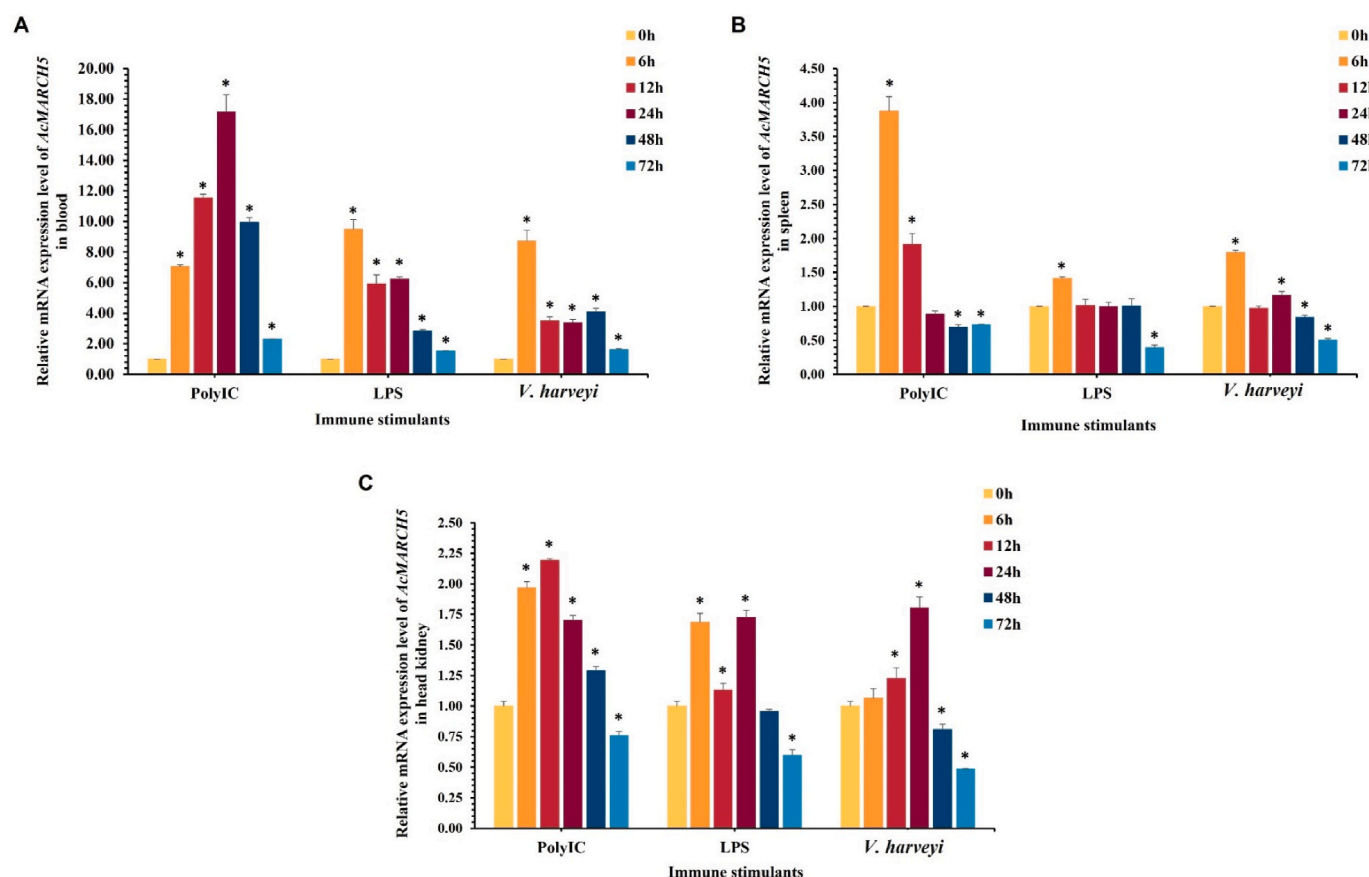 A
0h
6h
12h
24h
48h
72h
20.00
18.00
16.00
14.00
12.00
10.00
8.00
6.00
4.00
2.00
0.00
Relative mRNA expression level of AcMARCH5
in blood
* * * * *
* * * * *
* * * * *
PolyIC LPS V. harveyi
Immune stimulants
B
0h
6h
12h
24h
48h
72h
4.50
4.00
3.50
3.00
2.50
2.00
1.50
1.00
0.50
0.00
Relative mRNA expression level of AcMARCH5
in spleen
* * * *
* *
* * * *
PolyIC LPS V. harveyi
Immune stimulants
C
0h
6h
12h
24h
48h
72h
2.50
2.25
2.00
1.75
1.50
1.25
1.00
0.75
0.50
0.25
0.00
Relative mRNA expression level of AcMARCH5
in head kidney
* * * * *
* * * *
* * * *
PolyIC LPS V. harveyi
Immune stimulants